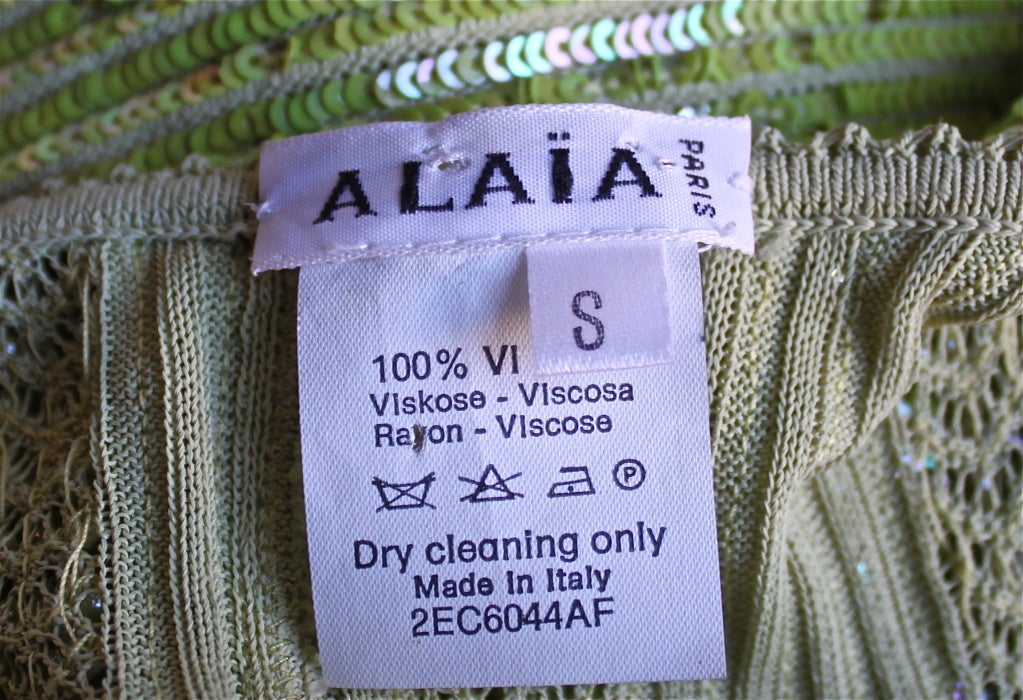 ALAÏA PARIS
S
100% VI
Viskose - Viscosa
Rayon - Viscose
P
Dry cleaning only
Made in Italy
2EC6044AF